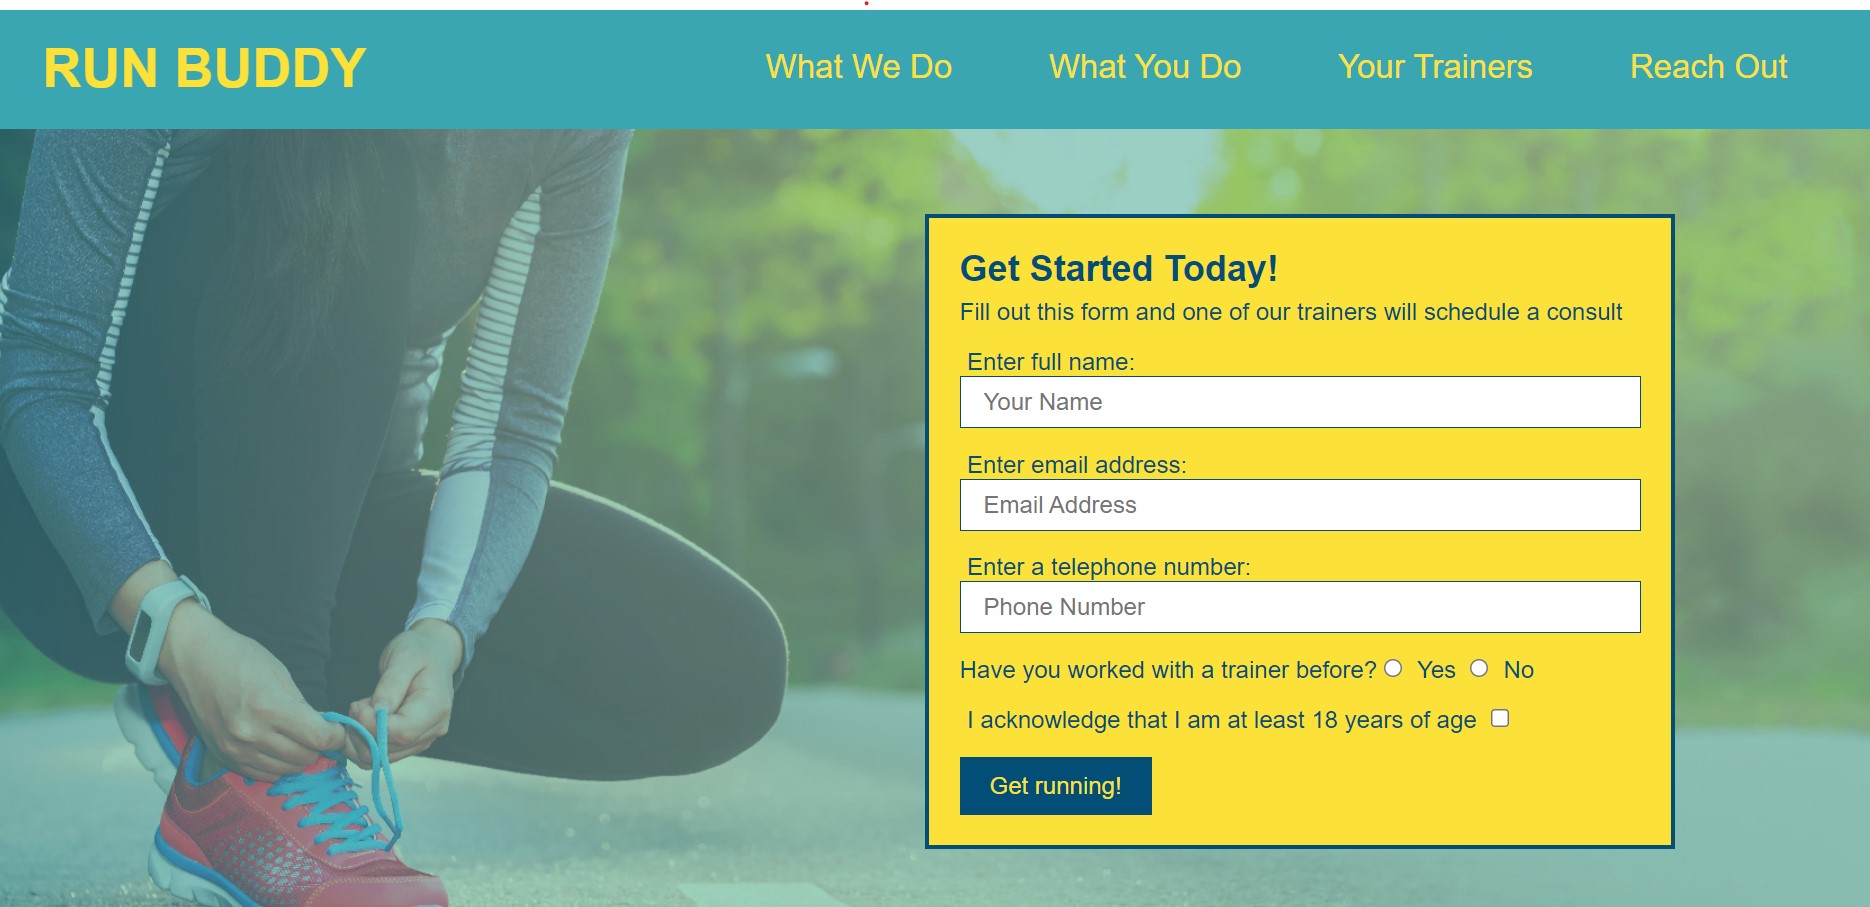 RUN BUDDY
What We Do What You Do Your Trainers Reach Out
Get Started Today!
Fill out this form and one of our trainers will schedule a consult
Enter full name:
Your Name
Enter email address:
Email Address
Enter a telephone number:
Phone Number
Have you worked with a trainer before? Yes No
I acknowledge that I am at least 18 years of age
Get running!